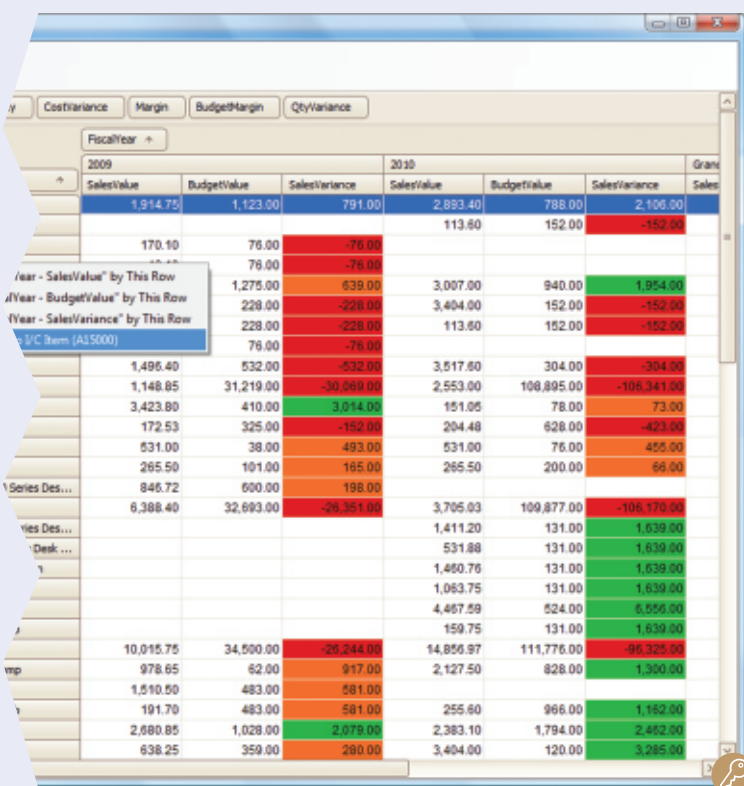 y CostVariance Margin BudgetMargin QtyVariance
FiscalYear
2009 2010 Gran
SalesValue BudgetValue SalesVariance SalesValue BudgetValue SalesVariance Sales
1,914.75 1,123.00 791.00 2,893.40 788.00 2,106.00
113.60 152.00 -152.00
170.10 76.00 -76.00
76.00 -76.00
Year - SalesValue" by This Row
1,275.00 639.00 3,007.00 940.00 1,954.00
alYear - BudgetValue" by This Row
228.00 -228.00 3,404.00 152.00 -152.00
lYear - SalesVariance" by This Row
228.00 -228.00 113.60 152.00 -152.00
I/C Item (A15000)
76.00 -76.00
1,496.40 532.00 -532.00 3,517.60 304.00 -304.00
1,148.85 31,219.00 -30,069.00 2,553.00 108,895.00 -106,341.00
3,423.80 410.00 3,014.00 151.05 78.00 73.00
172.53 325.00 -152.00 204.48 628.00 -423.00
531.00 38.00 493.00 531.00 76.00 455.00
265.50 101.00 165.00 265.50 200.00 66.00
Series Des... 846.72 600.00 198.00
6,388.40 32,693.00 -26,351.00 3,705.03 109,877.00 -106,170.00
ries Des... 1,411.20 131.00 1,639.00
Desk ... 531.88 131.00 1,639.00
1,460.76 131.00 1,639.00
1,063.75 131.00 1,639.00
4,467.59 524.00 6,556.00
159.75 131.00 1,639.00
10,015.75 34,500.00 -26,244.00 14,856.97 111,776.00 -96,325.00
mp 978.65 62.00 917.00 2,127.50 828.00 1,300.00
1,510.50 483.00 581.00
191.70 483.00 581.00 255.60 966.00 1,162.00
2,680.85 1,028.00 2,079.00 2,383.10 1,794.00 2,462.00
638.25 359.00 280.00 3,404.00 120.00 3,285.00